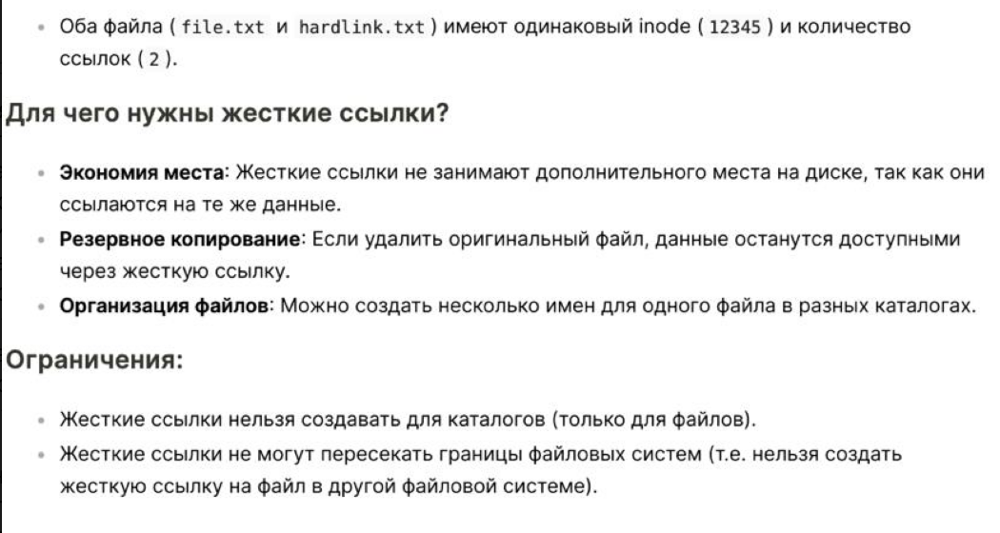 Оба файла ( file.txt и hardlink.txt ) имеют одинаковый inode ( 12345 ) и количество
ссылок ( 2 ).
Для чего нужны жесткие ссылки?
Экономия места: Жесткие ссылки не занимают дополнительного места на диске, так как они
ссылаются на те же данные.
Резервное копирование: Если удалить оригинальный файл, данные останутся доступными
через жесткую ссылку.
Организация файлов: Можно создать несколько имен для одного файла в разных каталогах.
Ограничения:
Жесткие ссылки нельзя создавать для каталогов (только для файлов).
Жесткие ссылки не могут пересекать границы файловых систем (т.е. нельзя создать
жесткую ссылку на файл в другой файловой системе).